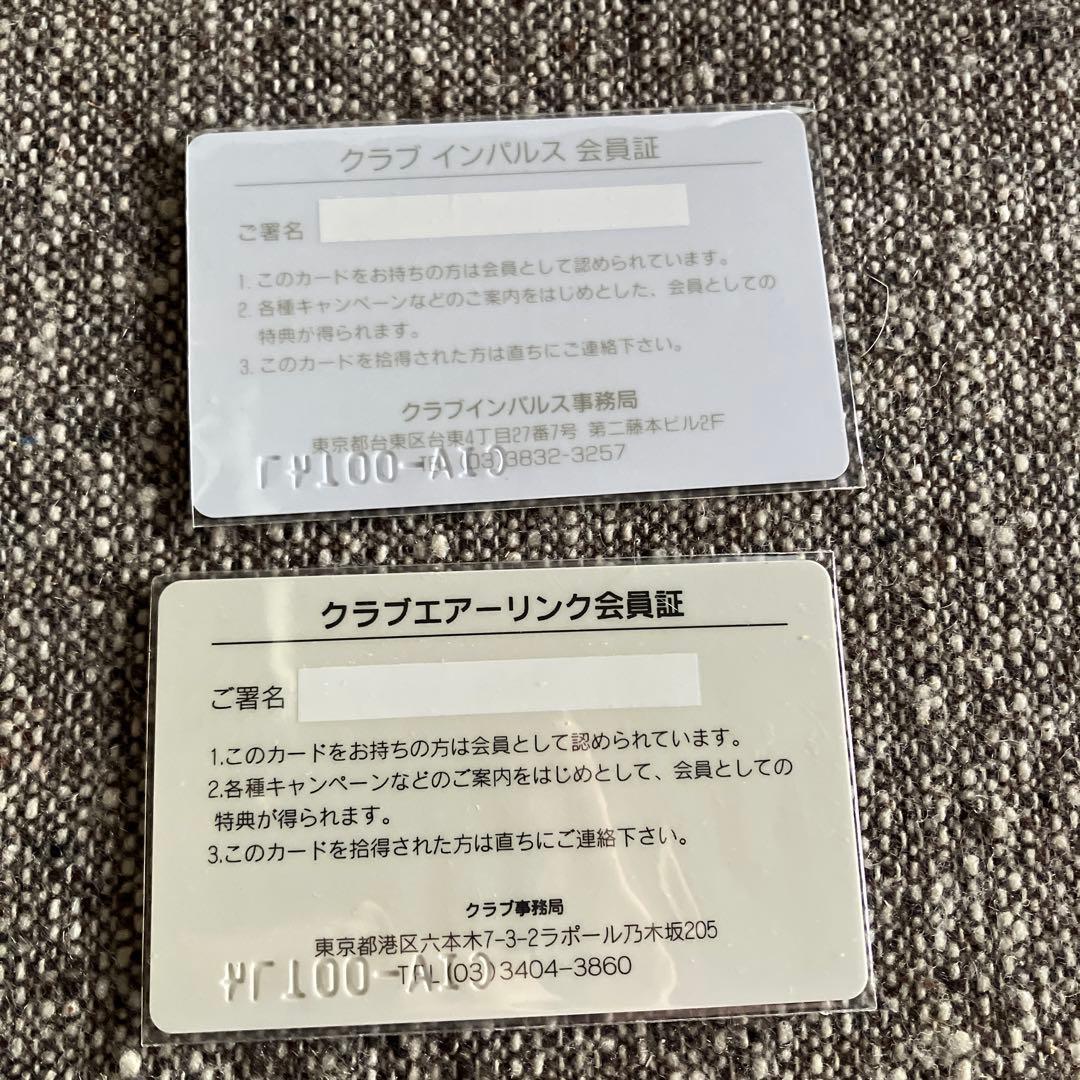 クラブ インパルス 会員証
ご署名
1. このカードをお持ちの方は会員として認められています。
2. 各種キャンペーンなどのご案内をはじめとした、会員としての
特典が得られます。
3. このカードを拾得された方は直ちにご連絡下さい。
クラブインパルス事務局
東京都台東区台東4丁目27番7号 第二藤本ビル2F
TEL (03)3832-3257
クラブエアーリンク会員証
ご署名
1.このカードをお持ちの方は会員として認められています。
2.各種キャンペーンなどのご案内をはじめとして、会員としての
特典が得られます。
3.このカードを拾得された方は直ちにご連絡下さい。
クラブ事務局
東京都港区六本木7-3-2ラポール乃木坂205
TEL(03)3404-3860